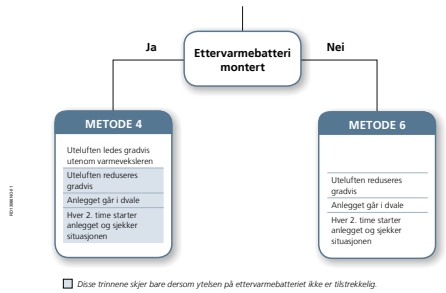 Ja
Ettervarmebatteri
montert
Nei
METODE 4
Uteluften ledes gradvis
utenom varmeveksleren
Uteluften reduseres
gradvis
Anlegget går i dvale
Hver 2. time starter
anlegget og sjekker
situasjonen
METODE 6
Uteluften reduseres
gradvis
Anlegget går i dvale
Hver 2. time starter
anlegget og sjekker
situasjonen
Disse trinnene skjer bare dersom ytelsen på ettervarmebatteriet ikke er tilstrekkelig.